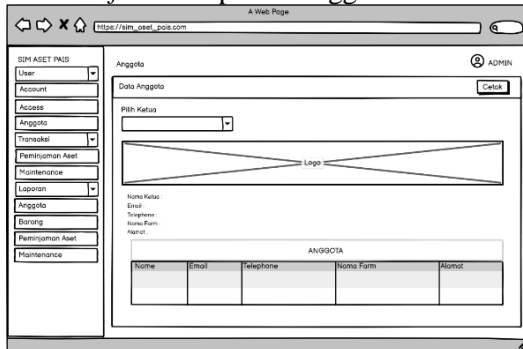 A Web Page
https://sim_aset_pais.com
SIM ASET PAIS
User
Account
Access
Anggota
Transaksi
Peminjaman Aset
Maintenance
Laporan
Anggota
Barang
Peminjaman Aset
Maintenance
Anggota
ADMIN
Data Anggota
Cetak
Pilih Ketua
Logo
Nama Ketua :
Email :
Telephone :
Nama Farm :
Alamat :
ANGGOTA
Name Email Telephone Nama Farm Alamat